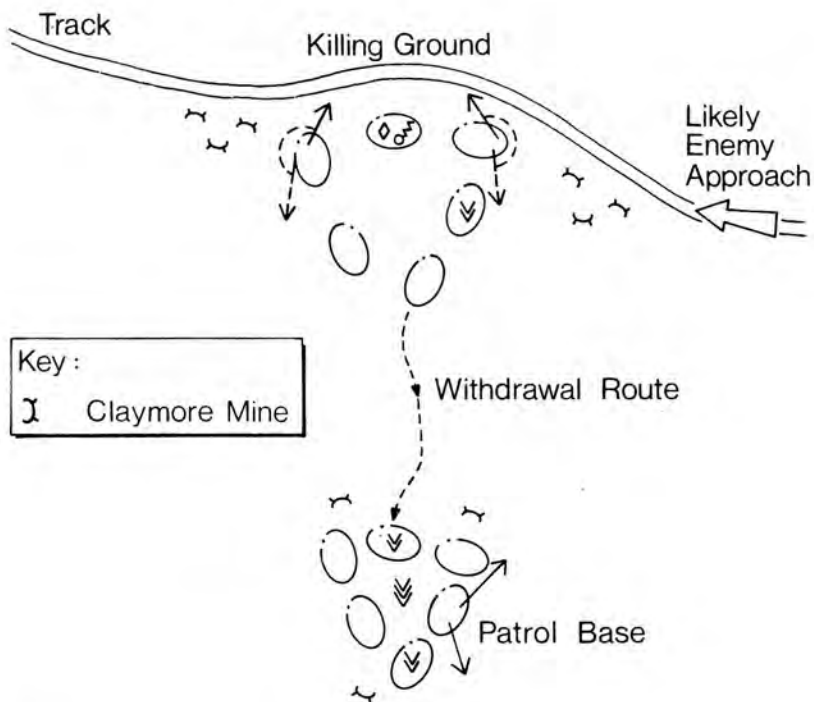 Track
Killing Ground
Likely
Enemy
Approach
Key :
Claymore Mine
Withdrawal Route
Patrol Base